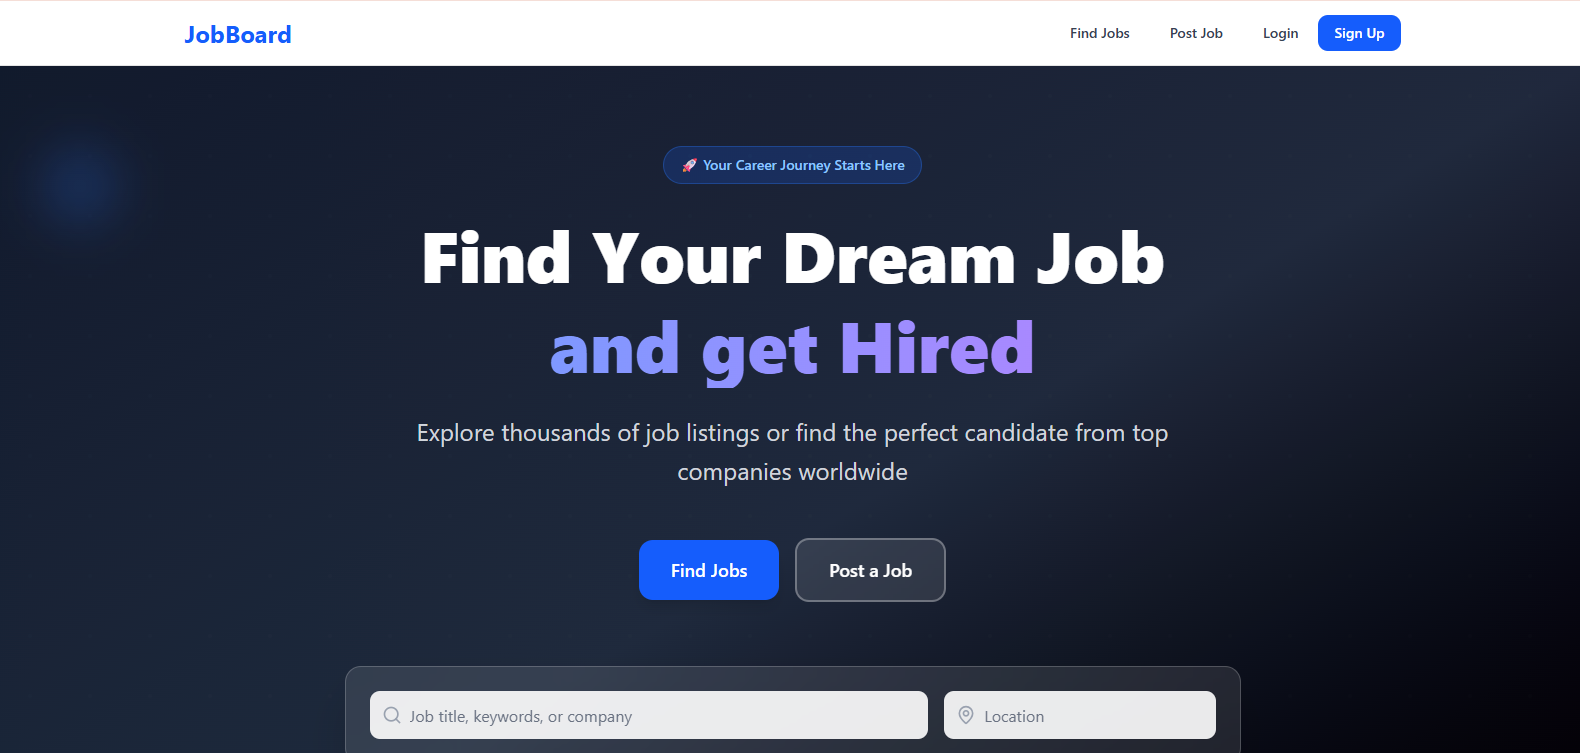 JobBoard
Find Jobs
Post Job
Login
Sign Up
🚀 Your Career Journey Starts Here
Find Your Dream Job
and get Hired
Explore thousands of job listings or find the perfect candidate from top
companies worldwide
Find Jobs
Post a Job
Job title, keywords, or company
Location